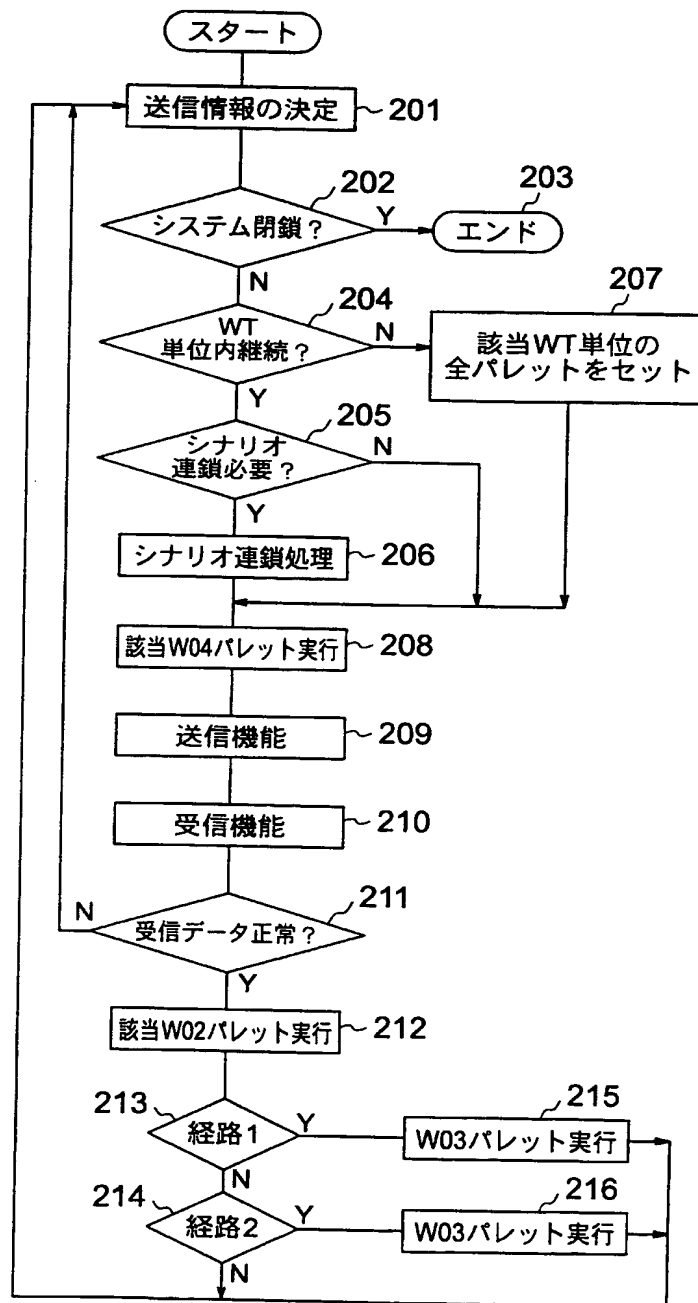 スタート
送信情報の決定
201
システム閉鎖?
202
Y
エンド
203
N
WT
単位内継続?
204
N
該当WT単位の
全パレットをセット
207
Y
シナリオ
連鎖必要?
205
N
Y
シナリオ連鎖処理
206
該当W04パレット実行
208
送信機能
209
受信機能
210
受信データ正常?
211
N
Y
該当W02パレット実行
212
213
経路1
Y
W03パレット実行
215
N
214
経路2
Y
W03パレット実行
216
N